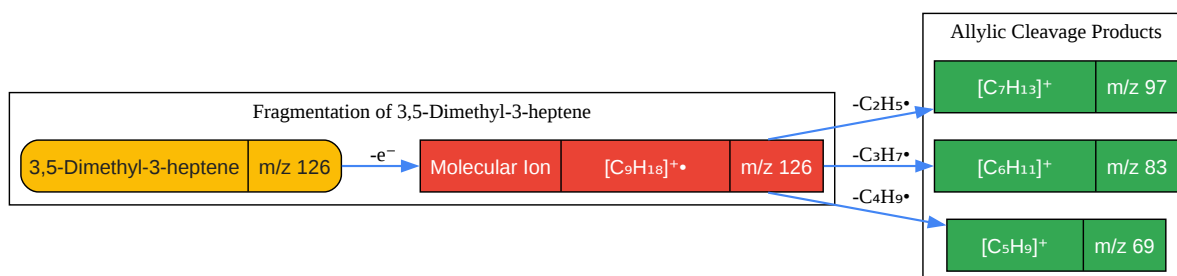 Allylic Cleavage Products
[C₇H₁₃]⁺ m/z 97
-C₂H₅•
Fragmentation of 3,5-Dimethyl-3-heptene
3,5-Dimethyl-3-heptene m/z 126
-e⁻
Molecular Ion [C₉H₁₈]⁺• m/z 126
-C₃H₇•
[C₆H₁₁]⁺ m/z 83
-C₄H₉•
[C₅H₉]⁺ m/z 69